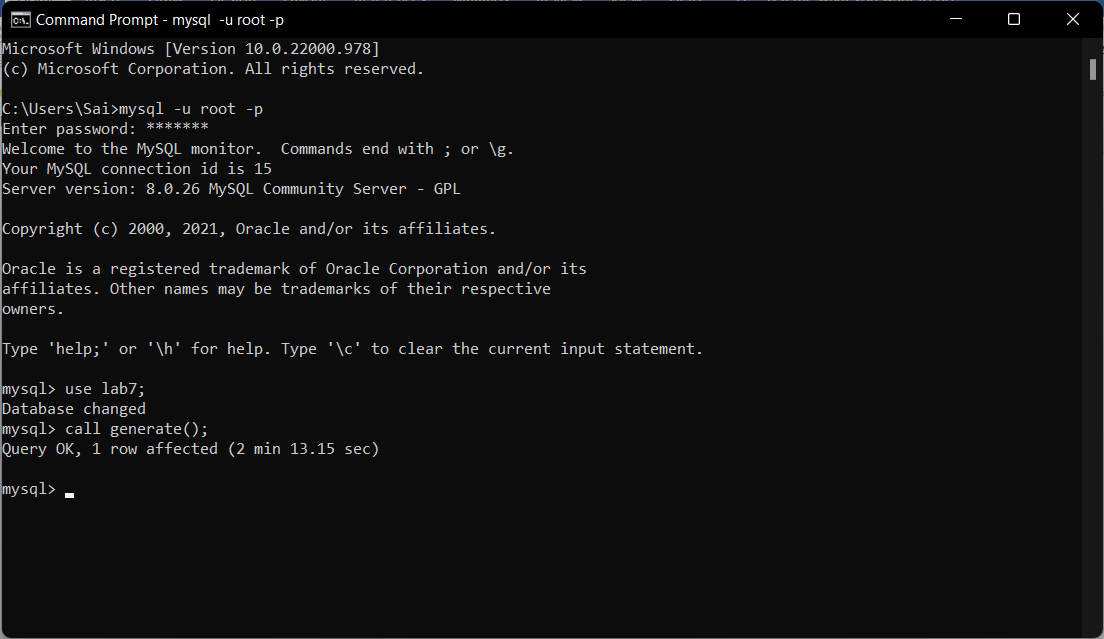 Command Prompt - mysql  -u root -p
Microsoft Windows [Version 10.0.22000.978]
(c) Microsoft Corporation. All rights reserved.
C:\Users\Sai>mysql -u root -p
Enter password: *******
Welcome to the MySQL monitor.  Commands end with ; or \g.
Your MySQL connection id is 15
Server version: 8.0.26 MySQL Community Server - GPL
Copyright (c) 2000, 2021, Oracle and/or its affiliates.
Oracle is a registered trademark of Oracle Corporation and/or its
affiliates. Other names may be trademarks of their respective
owners.
Type 'help;' or '\h' for help. Type '\c' to clear the current input statement.
mysql> use lab7;
Database changed
mysql> call generate();
Query OK, 1 row affected (2 min 13.15 sec)
mysql>